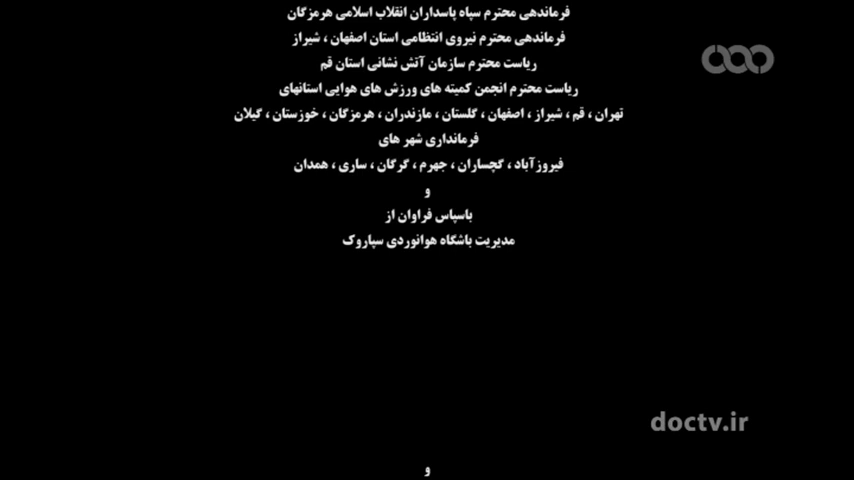 فرماندهی محترم سپاه پاسداران انقلاب اسلامی هرمزگان
فرماندهی محترم نیروی انتظامی استان اصفهان ، شیراز
ریاست محترم سازمان آتش نشانی استان قم
ریاست محترم انجمن کمیته های ورزش های هوایی استانهای
تهران ، قم ، شیراز ، اصفهان ، گلستان ، مازندران ، هرمزگان ، خوزستان ، گیلان
فرمانداری شهر های
فیروزآباد ، گچساران ، جهرم ، گرگان ، ساری ، همدان
و
باسپاس فراوان از
مدیریت باشگاه هوانوردی سپاروک
doctv.ir
و